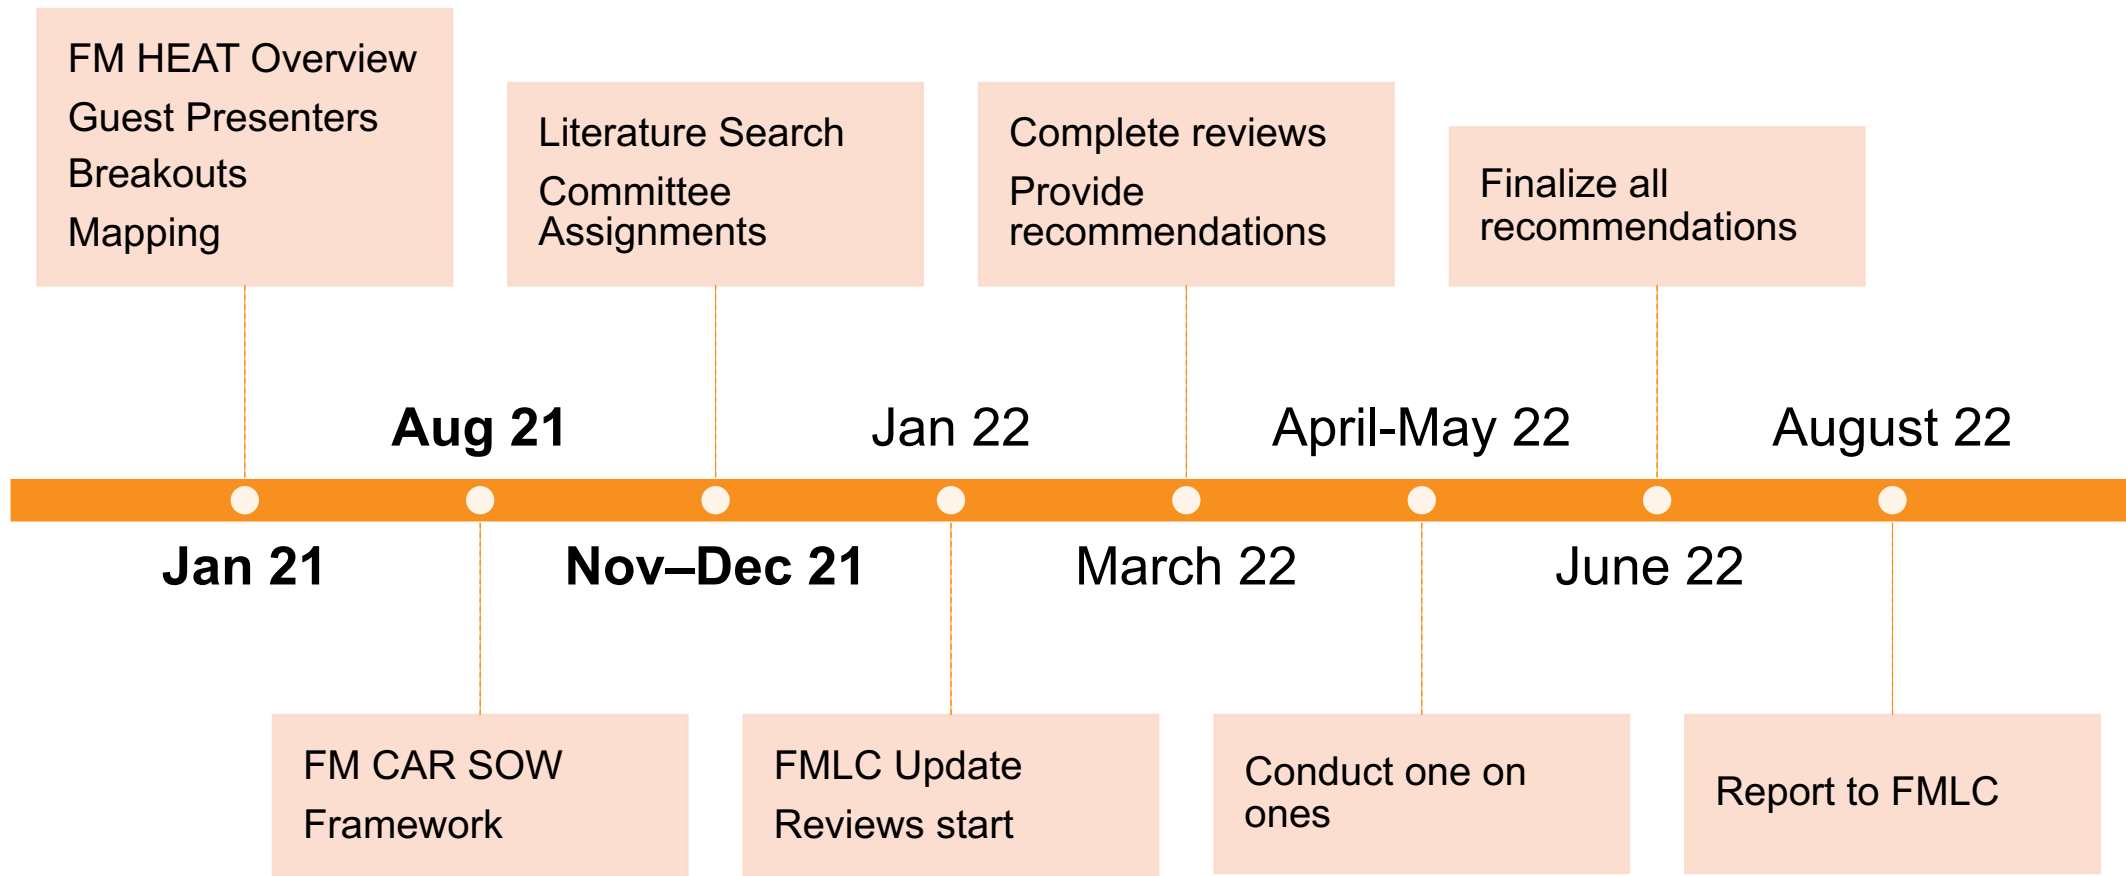 FM HEAT Overview
Guest Presenters
Breakouts
Mapping
Literature Search
Committee
Assignments
Complete reviews
Provide
recommendations
Finalize all
recommendations
Aug 21
Jan 22
April-May 22
August 22
Jan 21
Nov–Dec 21
March 22
June 22
FM CAR SOW
Framework
FMLC Update
Reviews start
Conduct one on
ones
Report to FMLC